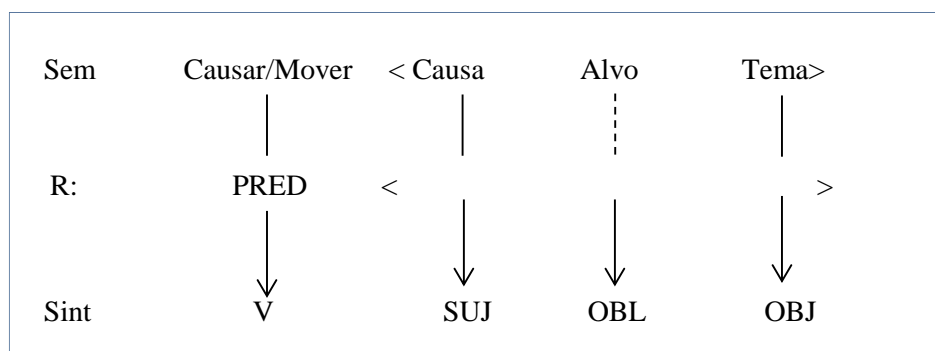 Sem Causar/Mover < Causa Alvo Tema>
R: PRED < >
Sint V SUJ OBL OBJ